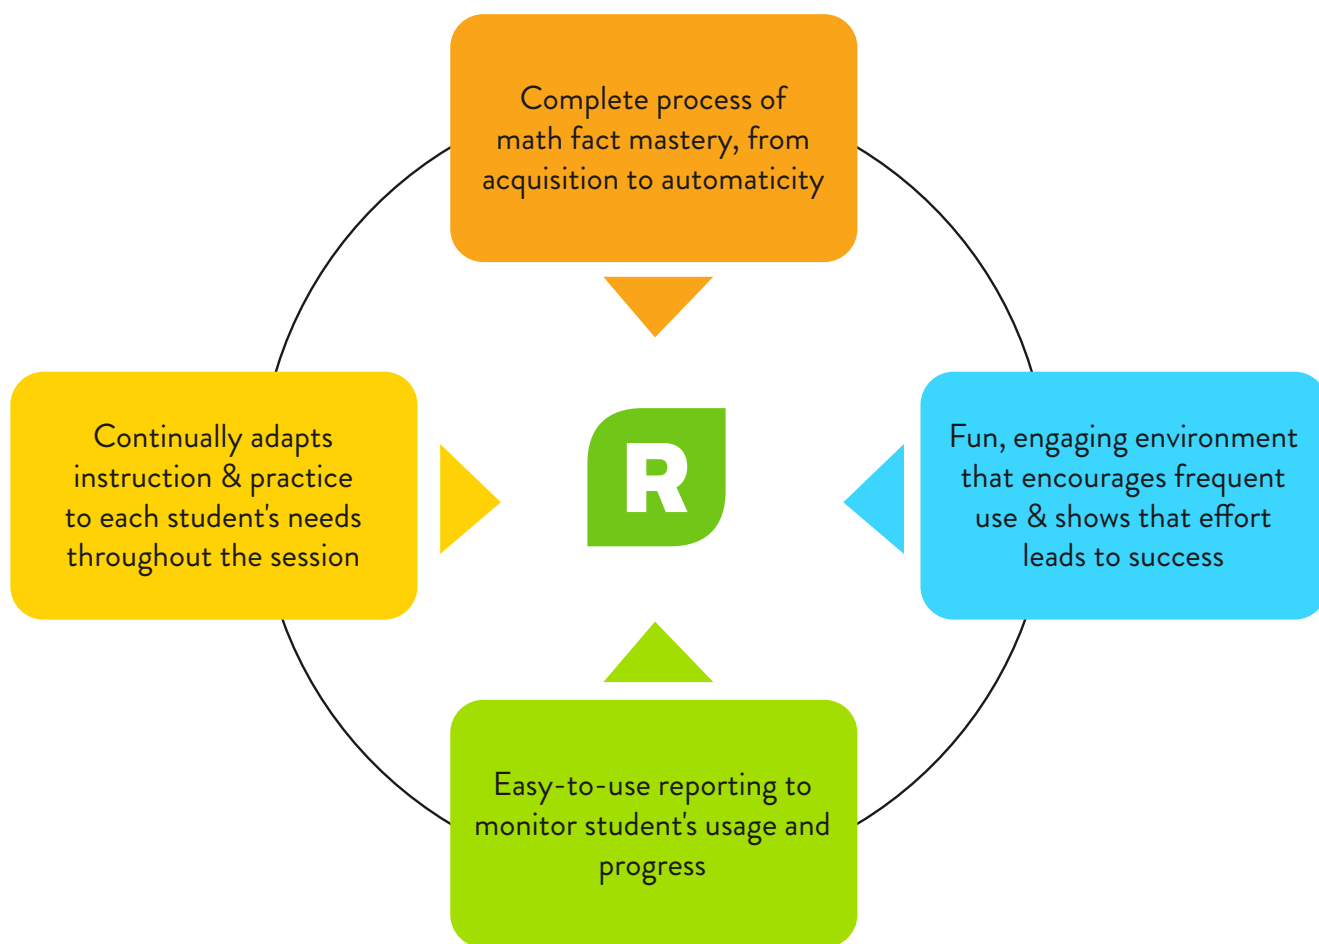 Complete process of
math fact mastery, from
acquisition to automaticity
Continually adapts
instruction & practice
to each student's needs
throughout the session
R
Fun, engaging environment
that encourages frequent
use & shows that effort
leads to success
Easy-to-use reporting to
monitor student's usage and
progress